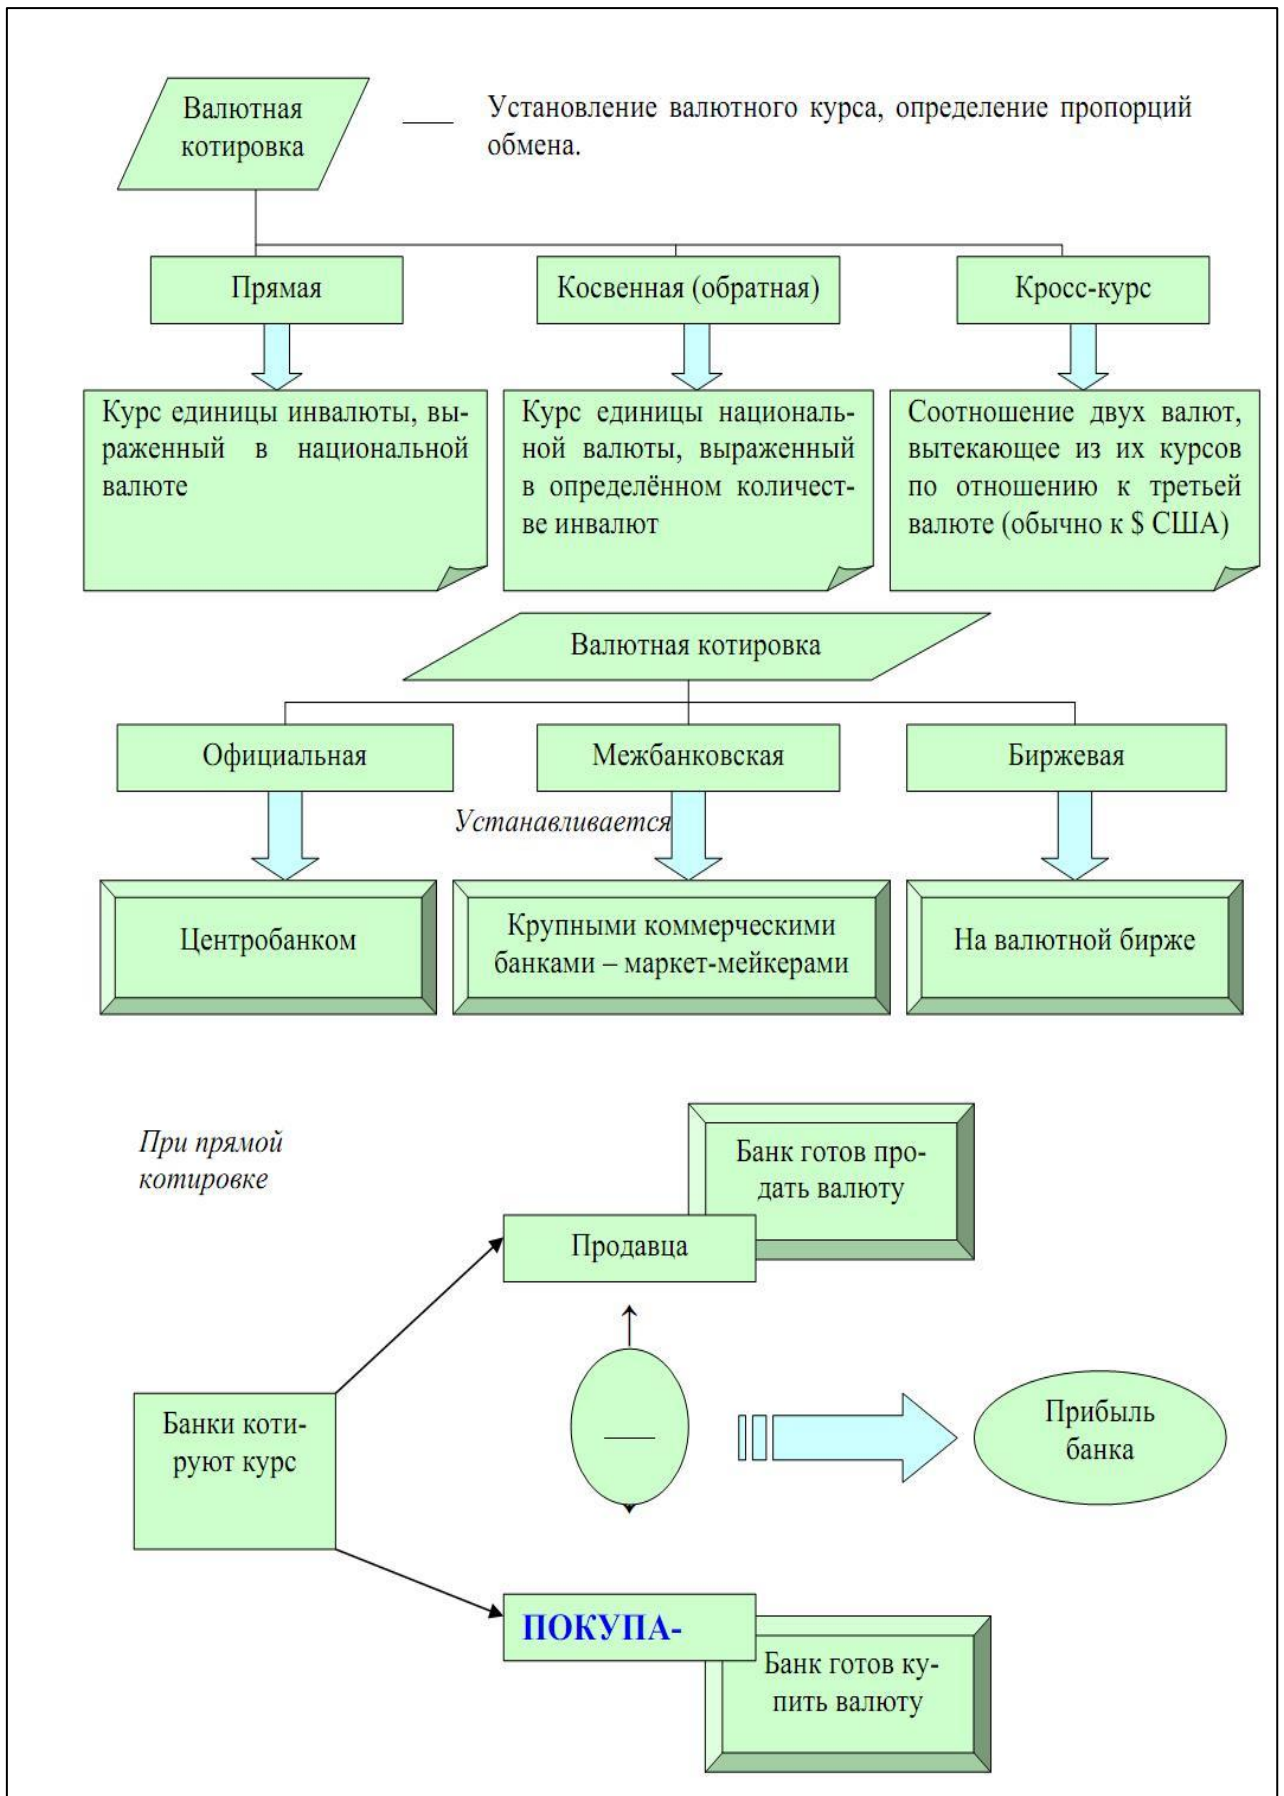 Валютная
котировка
___ Установление валютного курса, определение пропорций
обмена.
Прямая
Косвенная (обратная)
Кросс-курс
Курс единицы инвалюты, вы-
раженный в национальной
валюте
Курс единицы националь-
ной валюты, выраженный
в определённом количест-
ве инвалют
Соотношение двух валют,
вытекающее из их курсов
по отношению к третьей
валюте (обычно к $ США)
Валютная котировка
Официальная
Межбанковская
Биржевая
Устанавливается
Центробанком
Крупными коммерческими
банками – маркет-мейкерами
На валютной бирже
При прямой
котировке
Банк готов про-
дать валюту
Продавца
Банки коти-
руют курс
___
Прибыль
банка
ПОКУПА-
Банк готов ку-
пить валюту